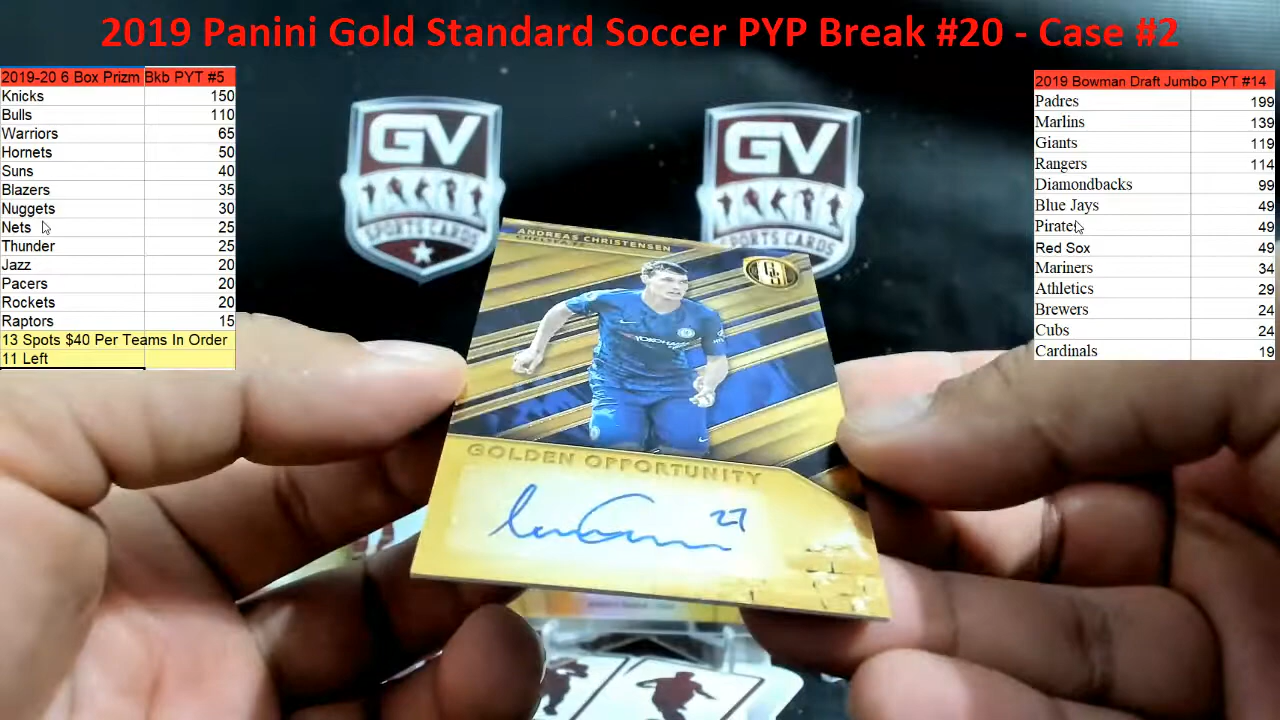 2019 Panini Gold Standard Soccer PYP Break #20 - Case #2
2019-20 6 Box Prizm Bkb PYT #5
Knicks 150
Bulls 110
Warriors 65
Hornets 50
Suns 40
Blazers 35
Nuggets 30
Nets 25
Thunder 25
Jazz 20
Pacers 20
Rockets 20
Raptors 15
13 Spots $40 Per Teams In Order
11 Left
2019 Bowman Draft Jumbo PYT #14
Padres 199
Marlins 139
Giants 119
Rangers 114
Diamondbacks 99
Blue Jays 49
Pirates 49
Red Sox 49
Mariners 34
Athletics 29
Brewers 24
Cubs 24
Cardinals 19
GV
SPORTS CARDS
GV
SPORTS CARDS
ANDREAS CHRISTENSEN
CHELSEA FC
GOLDEN OPPORTUNITY
27